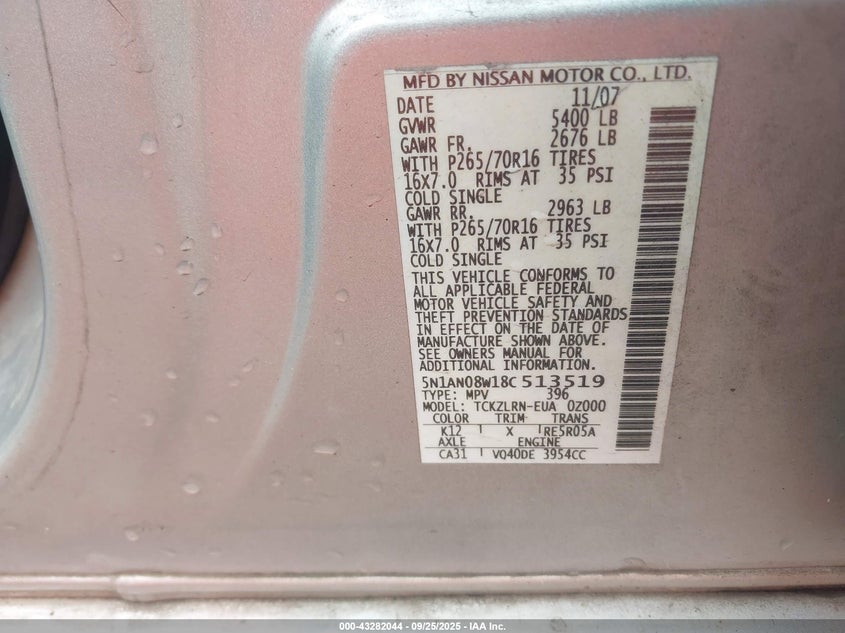 MFD BY NISSAN MOTOR CO., LTD.
DATE 11/07
GVWR 5400 LB
GAWR FR. 2676 LB
WITH P265/70R16 TIRES
16X7.0 RIMS AT 35 PSI
COLD SINGLE
GAWR RR. 2963 LB
WITH P265/70R16 TIRES
16X7.0 RIMS AT 35 PSI
COLD SINGLE
THIS VEHICLE CONFORMS TO
ALL APPLICABLE FEDERAL
MOTOR VEHICLE SAFETY AND
THEFT PREVENTION STANDARDS
IN EFFECT ON THE DATE OF
MANUFACTURE SHOWN ABOVE.
SEE OWNERS MANUAL FOR
ADDITIONAL INFORMATION.
5N1AN08W18C513519
TYPE: MPV 396
MODEL: TCKZLRN-EUA 0Z000
COLOR TRIM TRANS
K12 X RE5R05A
AXLE ENGINE
CA31 VQ40DE 3954CC
000-43282044 - 09/25/2025 - IAA Inc.